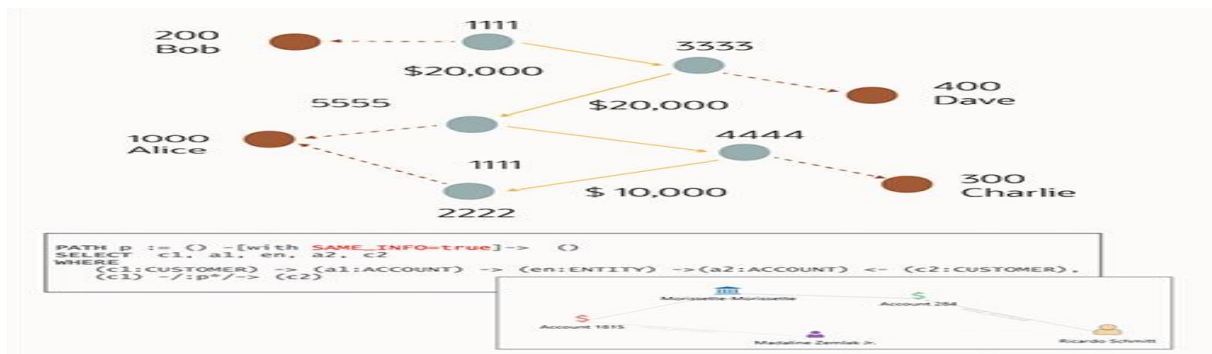 1111
200
Bob
3333
$20,000
400
Dave
5555
$20,000
1000
Alice
4444
1111
300
Charlie
$ 10,000
2222
PATH p := () -[with SAME_INFO=true]-> ()
SELECT c1, a1, en, a2, c2
WHERE
(c1:CUSTOMER) -> (a1:ACCOUNT) -> (en:ENTITY) ->(a2:ACCOUNT) <- (c2:CUSTOMER),
(c1) -/:p*/-> (c2)
Morissette-Morissette
Account 284
Account 1815
Madaline Zemlak Jr.
Ricardo Schmitt